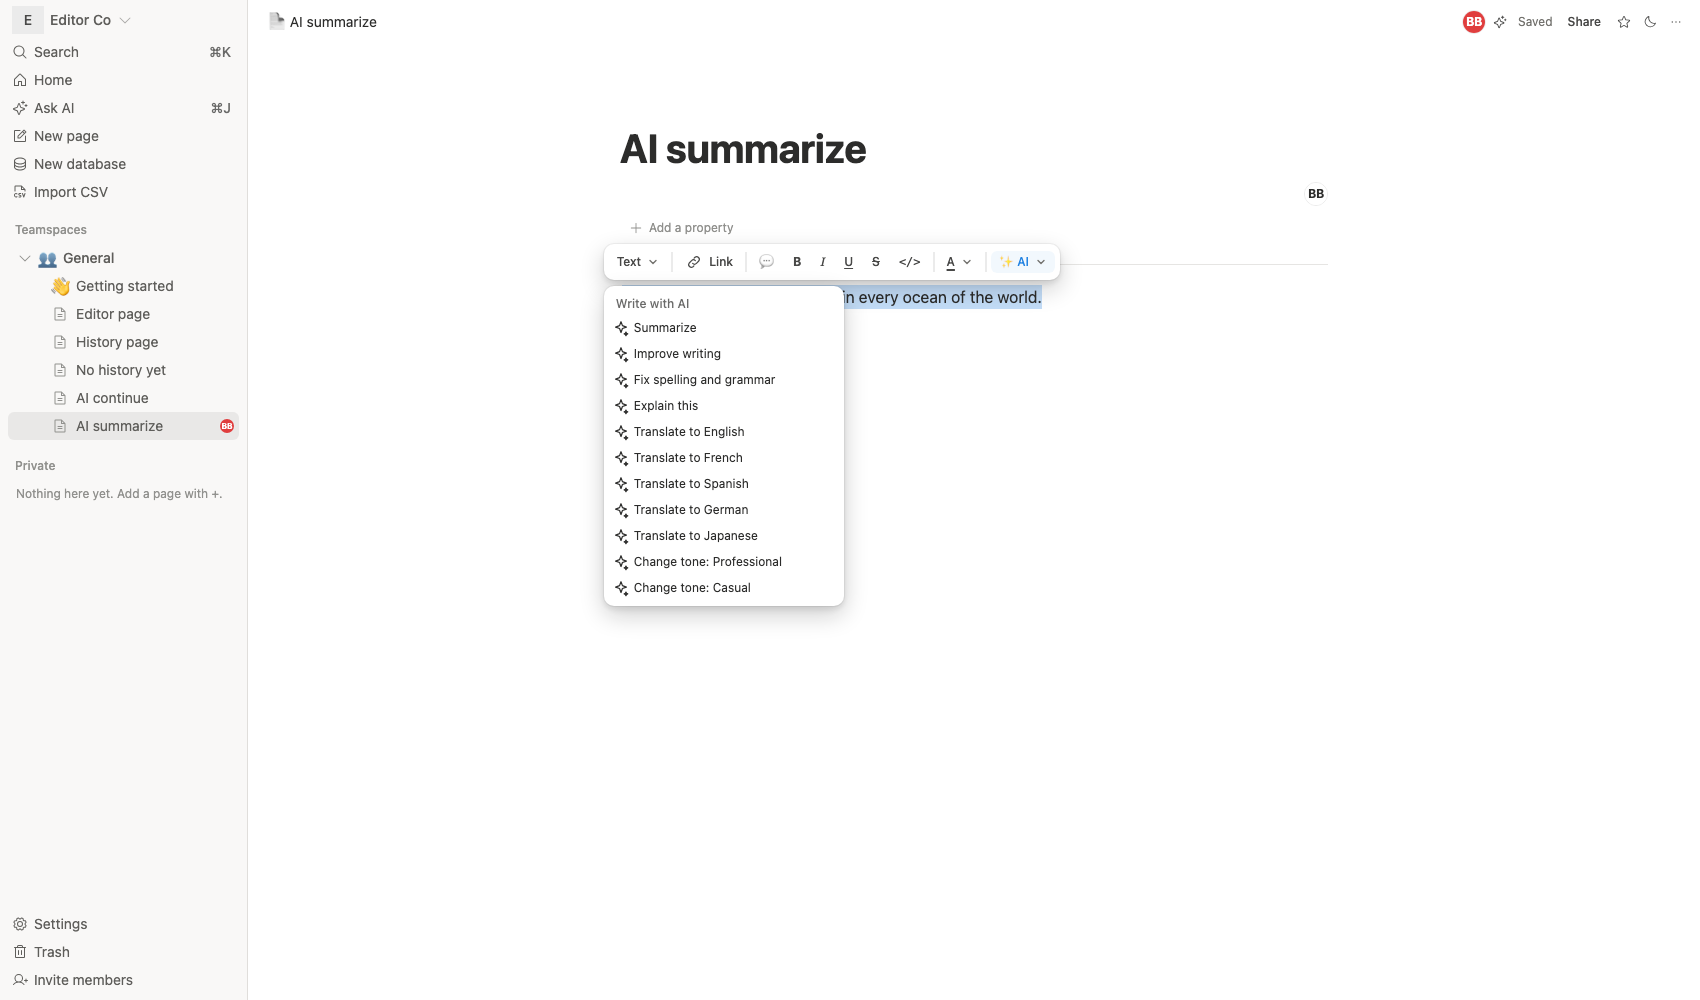 E Editor Co
Search ⌘K
Home
Ask AI ⌘J
New page
New database
CSV Import CSV
Teamspaces
General
Getting started
Editor page
History page
No history yet
AI continue
AI summarize BB
Private
Nothing here yet. Add a page with +.
Settings
Trash
Invite members
AI summarize
BB Saved Share
AI summarize
BB
Add a property
Text Link B I U S </> A AI
in every ocean of the world.
Write with AI
Summarize
Improve writing
Fix spelling and grammar
Explain this
Translate to English
Translate to French
Translate to Spanish
Translate to German
Translate to Japanese
Change tone: Professional
Change tone: Casual